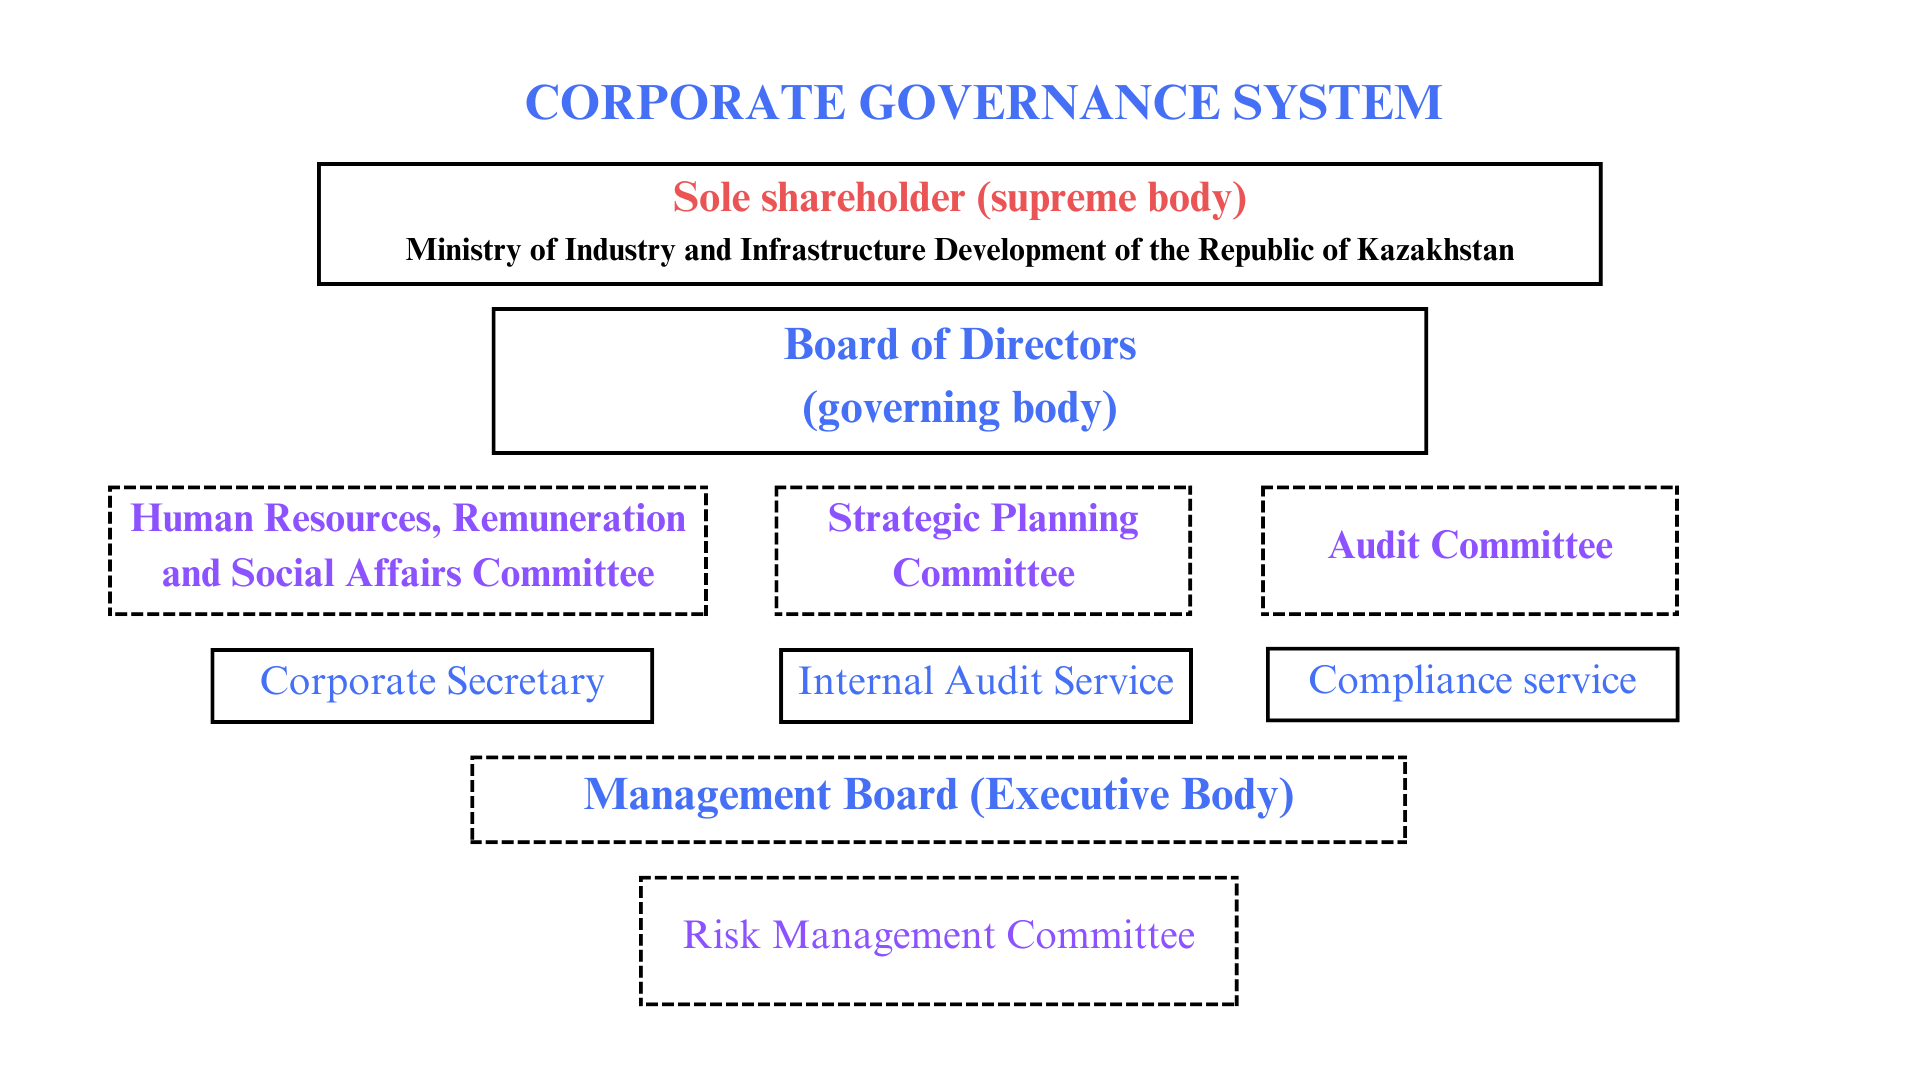 CORPORATE GOVERNANCE SYSTEM
Sole shareholder (supreme body)
Ministry of Industry and Infrastructure Development of the Republic of Kazakhstan
Board of Directors
(governing body)
Human Resources, Remuneration
and Social Affairs Committee
Strategic Planning
Committee
Audit Committee
Corporate Secretary
Internal Audit Service
Compliance service
Management Board (Executive Body)
Risk Management Committee